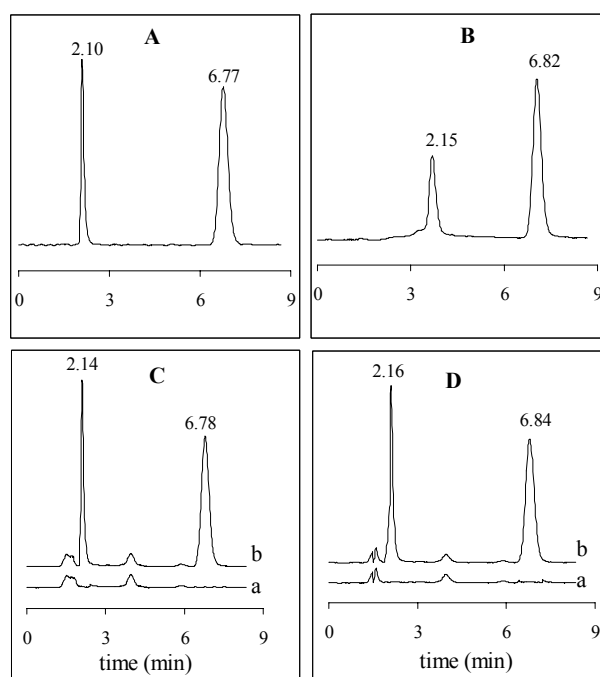 A
2.10
6.77
0 3 6 9
B
6.82
2.15
0 3 6 9
C
2.14
6.78
b
a
0 3 6 9
time (min)
D
2.16
6.84
b
a
0 3 6 9
time (min)